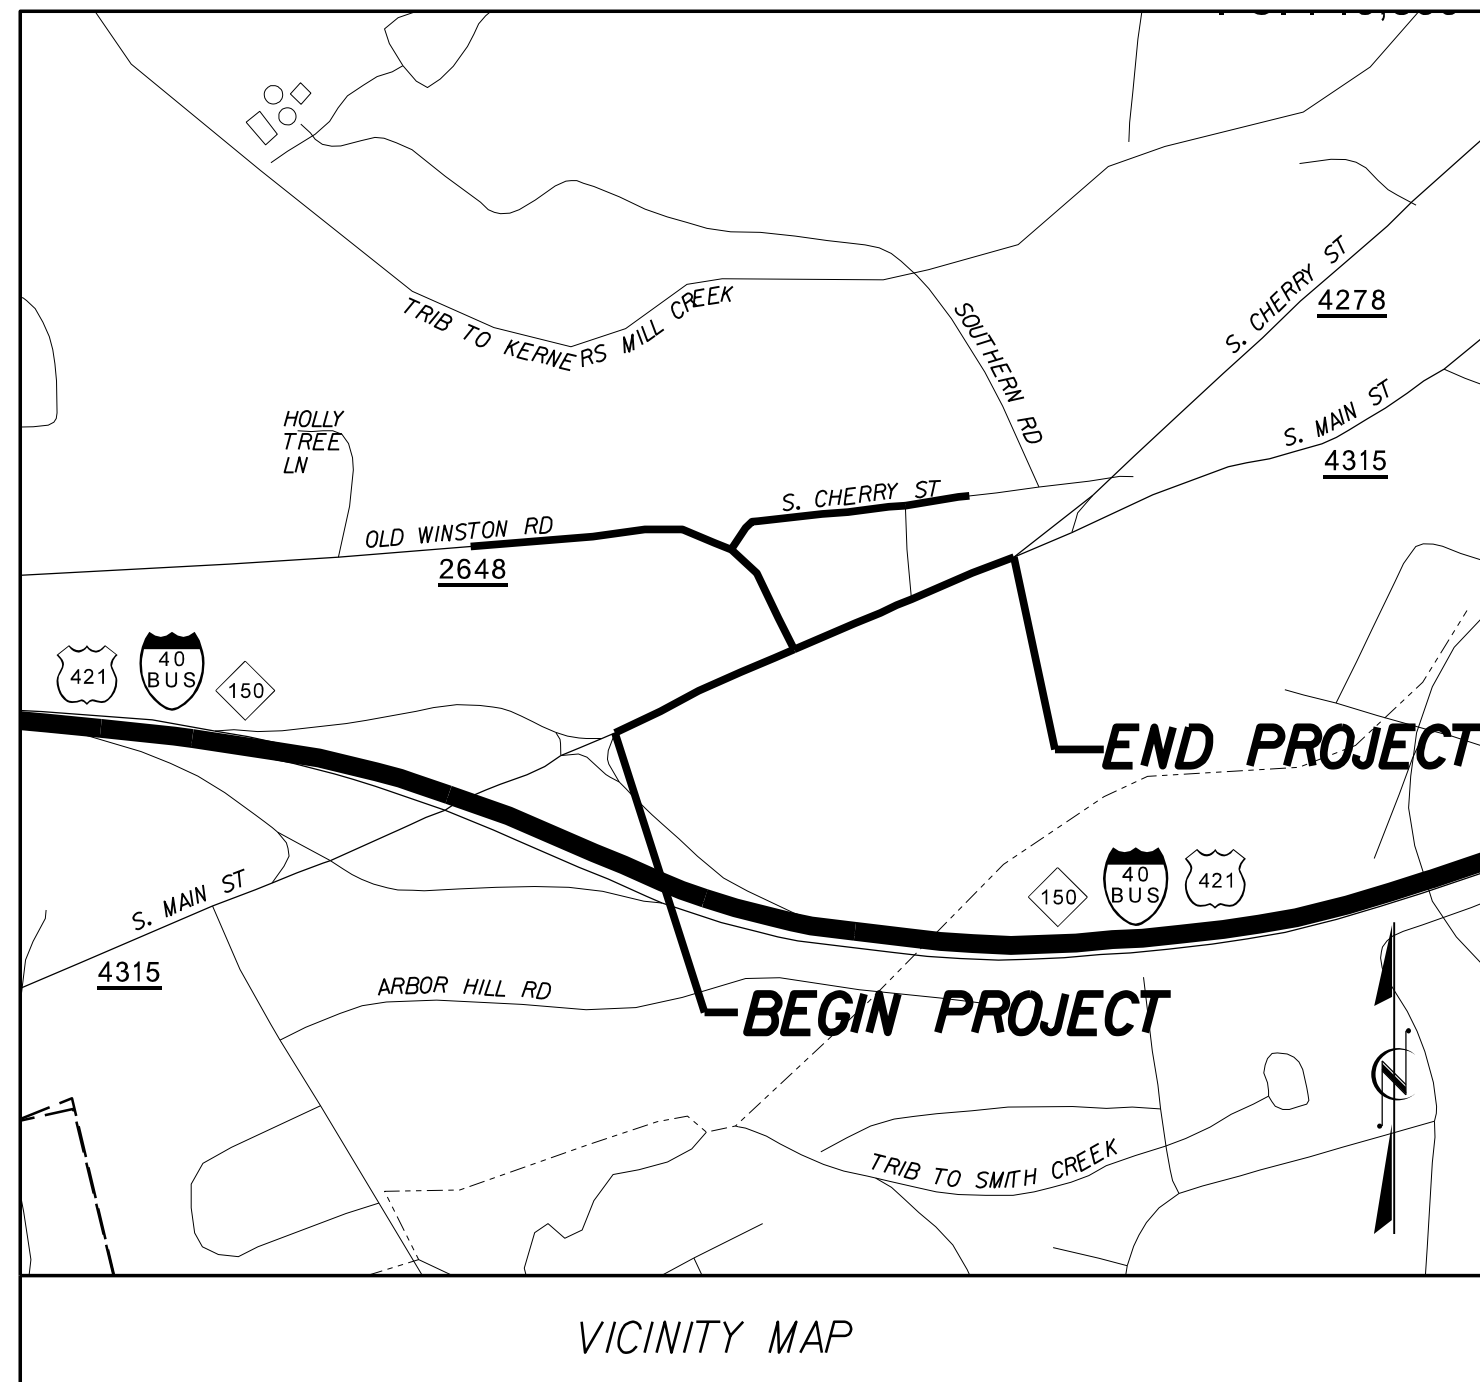 TRIB TO KERNERS MILL CREEK
SOUTHERN RD
S. CHERRY ST
4278
S. MAIN ST
4315
HOLLY
TREE
LN
OLD WINSTON RD
2648
S. CHERRY ST
421
40
BUS
150
END PROJECT
150
40
BUS
421
S. MAIN ST
4315
ARBOR HILL RD
BEGIN PROJECT
N
TRIB TO SMITH CREEK
VICINITY MAP